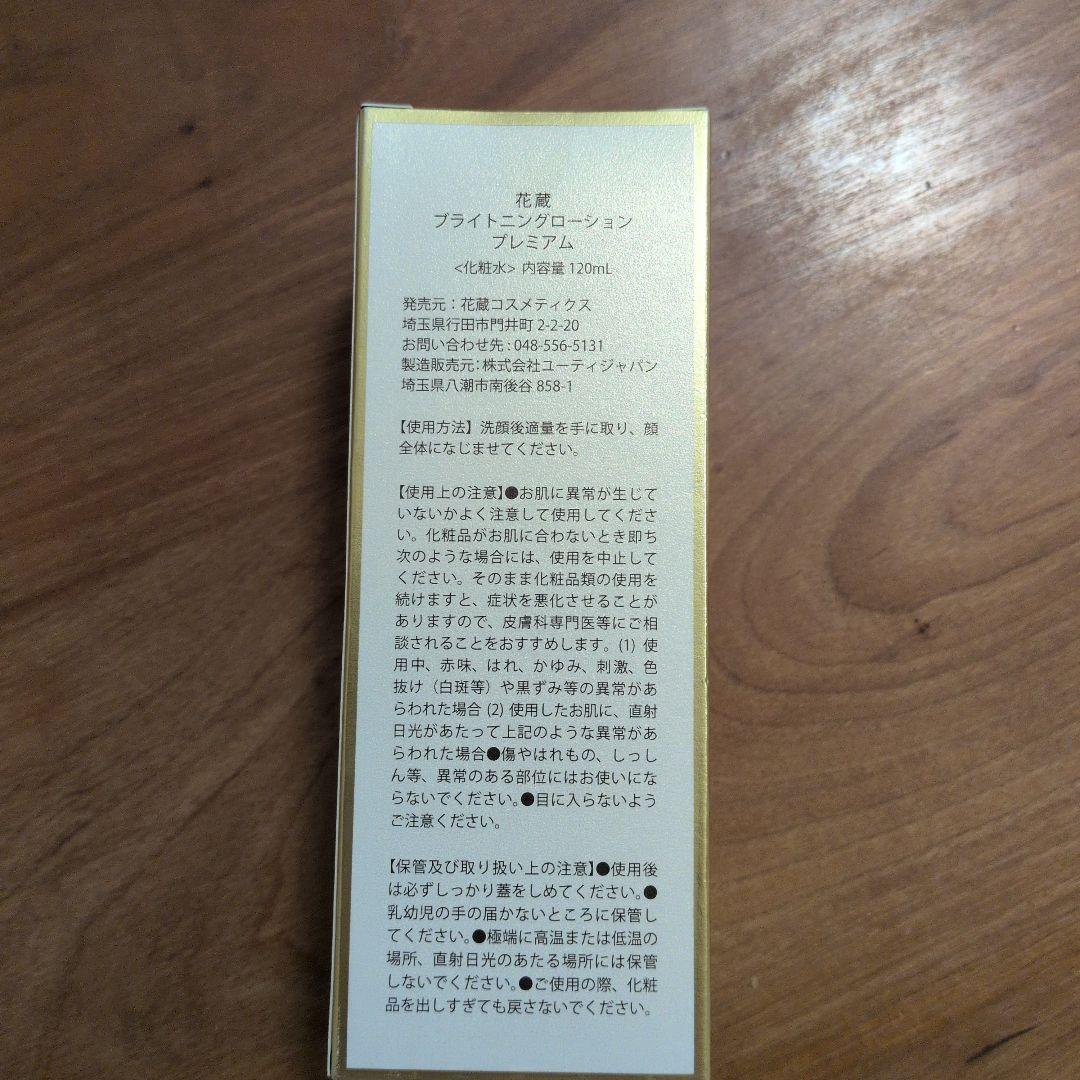 花蔵
ブライトニングローション
プレミアム
<化粧水> 内容量 120mL
発売元：花蔵コスメティクス
埼玉県行田市門井町 2-2-20
お問い合わせ先：048-556-5131
製造販売元：株式会社ユーティジャパン
埼玉県八潮市南後谷 858-1
【使用方法】洗顔後適量を手に取り、顔
全体になじませてください。
【使用上の注意】●お肌に異常が生じて
いないかよく注意して使用してくださ
い。化粧品がお肌に合わないとき即ち
次のような場合には、使用を中止して
ください。そのまま化粧品類の使用を
続けますと、症状を悪化させることが
ありますので、皮膚科専門医等にご相
談されることをおすすめします。(1) 使
用中、赤味、はれ、かゆみ、刺激、色
抜け（白斑等）や黒ずみ等の異常があ
らわれた場合 (2) 使用したお肌に、直射
日光があたって上記のような異常があ
らわれた場合●傷やはれもの、しっし
ん等、異常のある部位にはお使いにな
らないでください。●目に入らないよう
ご注意ください。
【保管及び取り扱い上の注意】●使用後
は必ずしっかり蓋をしめてください。●
乳幼児の手の届かないところに保管し
てください。●極端に高温または低温の
場所、直射日光のあたる場所には保管
しないでください。●ご使用の際、化粧
品を出しすぎても戻さないでください。